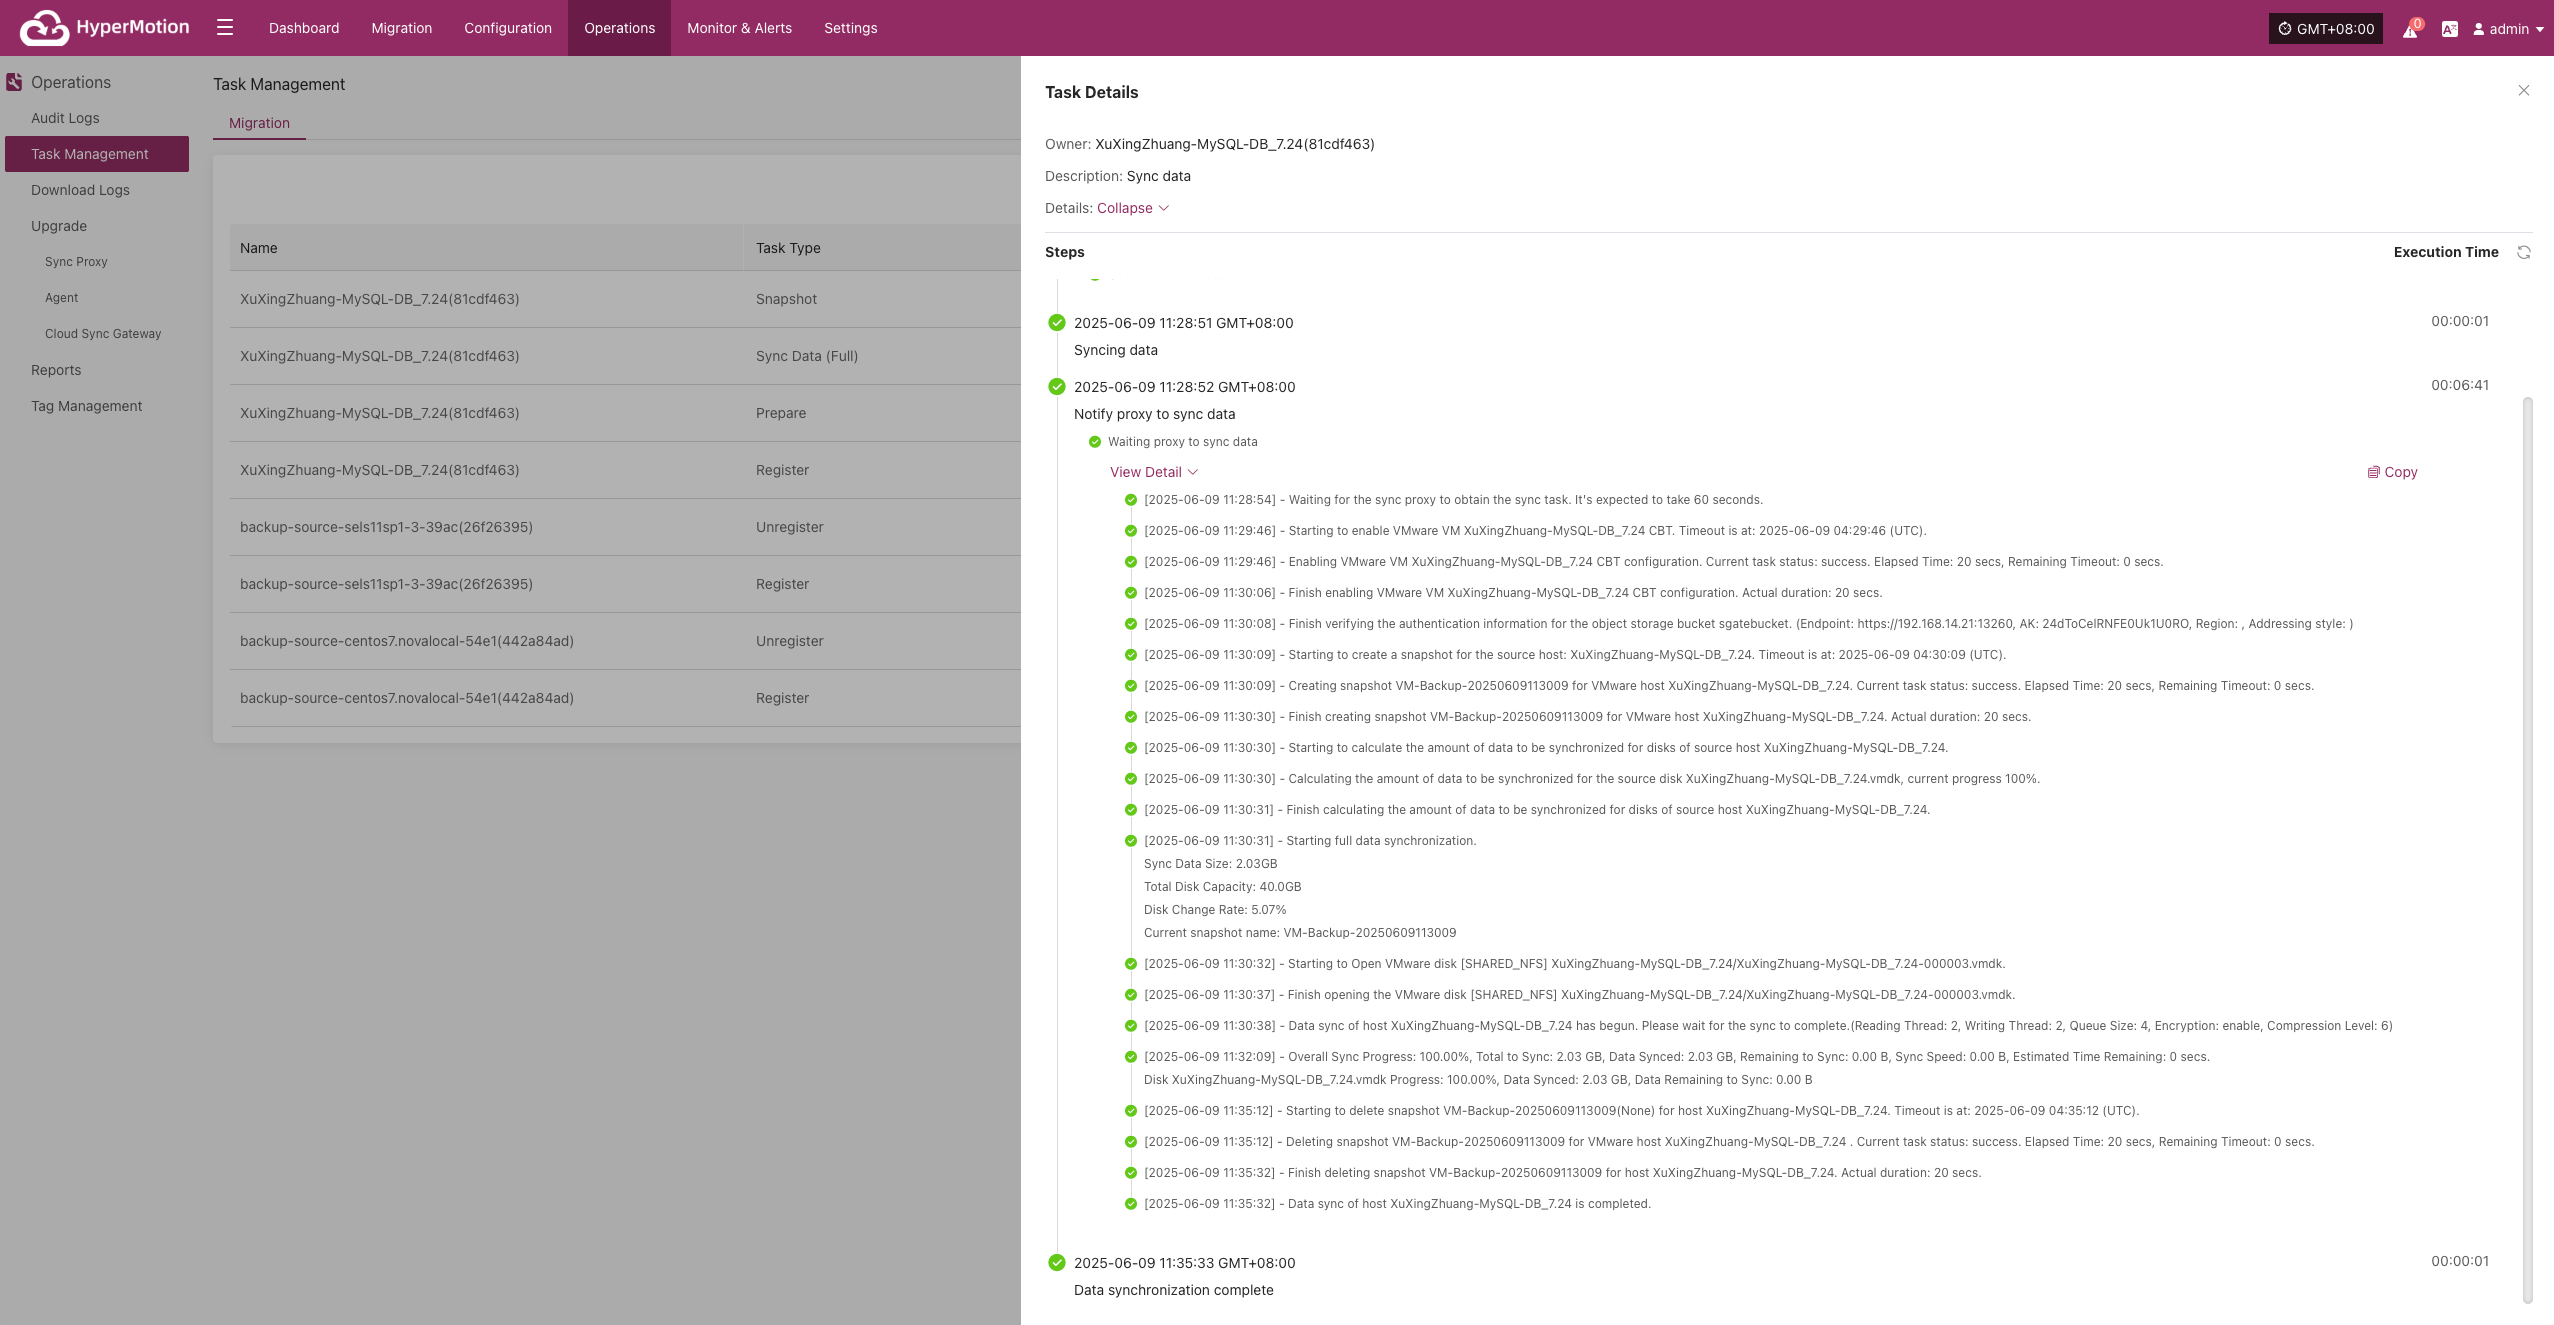 HyperMotion
Dashboard
Migration
Configuration
Operations
Monitor & Alerts
Settings
GMT+08:00
0
admin
Operations
Audit Logs
Task Management
Download Logs
Upgrade
Sync Proxy
Agent
Cloud Sync Gateway
Reports
Tag Management
Task Management
Migration
Name Task Type
XuXingZhuang-MySQL-DB_7.24(81cdf463) Snapshot
XuXingZhuang-MySQL-DB_7.24(81cdf463) Sync Data (Full)
XuXingZhuang-MySQL-DB_7.24(81cdf463) Prepare
XuXingZhuang-MySQL-DB_7.24(81cdf463) Register
backup-source-sels11sp1-3-39ac(26f26395) Unregister
backup-source-sels11sp1-3-39ac(26f26395) Register
backup-source-centos7.novalocal-54e1(442a84ad) Unregister
backup-source-centos7.novalocal-54e1(442a84ad) Register
Task Details
Owner: XuXingZhuang-MySQL-DB_7.24(81cdf463)
Description: Sync data
Details: Collapse
Steps Execution Time
2025-06-09 11:28:51 GMT+08:00 00:00:01
Syncing data
2025-06-09 11:28:52 GMT+08:00 00:06:41
Notify proxy to sync data
Waiting proxy to sync data
View Detail Copy
[2025-06-09 11:28:54] - Waiting for the sync proxy to obtain the sync task. It's expected to take 60 seconds.
[2025-06-09 11:29:46] - Starting to enable VMware VM XuXingZhuang-MySQL-DB_7.24 CBT. Timeout is at: 2025-06-09 04:29:46 (UTC).
[2025-06-09 11:29:46] - Enabling VMware VM XuXingZhuang-MySQL-DB_7.24 CBT configuration. Current task status: success. Elapsed Time: 20 secs, Remaining Timeout: 0 secs.
[2025-06-09 11:30:06] - Finish enabling VMware VM XuXingZhuang-MySQL-DB_7.24 CBT configuration. Actual duration: 20 secs.
[2025-06-09 11:30:08] - Finish verifying the authentication information for the object storage bucket sgatebucket. (Endpoint: https://192.168.14.21:13260, AK: 24dToCelRNFE0Uk1U0RO, Region: , Addressing style: )
[2025-06-09 11:30:09] - Starting to create a snapshot for the source host: XuXingZhuang-MySQL-DB_7.24. Timeout is at: 2025-06-09 04:30:09 (UTC).
[2025-06-09 11:30:09] - Creating snapshot VM-Backup-20250609113009 for VMware host XuXingZhuang-MySQL-DB_7.24. Current task status: success. Elapsed Time: 20 secs, Remaining Timeout: 0 secs.
[2025-06-09 11:30:30] - Finish creating snapshot VM-Backup-20250609113009 for VMware host XuXingZhuang-MySQL-DB_7.24. Actual duration: 20 secs.
[2025-06-09 11:30:30] - Starting to calculate the amount of data to be synchronized for disks of source host XuXingZhuang-MySQL-DB_7.24.
[2025-06-09 11:30:30] - Calculating the amount of data to be synchronized for the source disk XuXingZhuang-MySQL-DB_7.24.vmdk, current progress 100%.
[2025-06-09 11:30:31] - Finish calculating the amount of data to be synchronized for disks of source host XuXingZhuang-MySQL-DB_7.24.
[2025-06-09 11:30:31] - Starting full data synchronization.
Sync Data Size: 2.03GB
Total Disk Capacity: 40.0GB
Disk Change Rate: 5.07%
Current snapshot name: VM-Backup-20250609113009
[2025-06-09 11:30:32] - Starting to Open VMware disk [SHARED_NFS] XuXingZhuang-MySQL-DB_7.24/XuXingZhuang-MySQL-DB_7.24-000003.vmdk.
[2025-06-09 11:30:37] - Finish opening the VMware disk [SHARED_NFS] XuXingZhuang-MySQL-DB_7.24/XuXingZhuang-MySQL-DB_7.24-000003.vmdk.
[2025-06-09 11:30:38] - Data sync of host XuXingZhuang-MySQL-DB_7.24 has begun. Please wait for the sync to complete.(Reading Thread: 2, Writing Thread: 2, Queue Size: 4, Encryption: enable, Compression Level: 6)
[2025-06-09 11:32:09] - Overall Sync Progress: 100.00%, Total to Sync: 2.03 GB, Data Synced: 2.03 GB, Remaining to Sync: 0.00 B, Sync Speed: 0.00 B, Estimated Time Remaining: 0 secs.
Disk XuXingZhuang-MySQL-DB_7.24.vmdk Progress: 100.00%, Data Synced: 2.03 GB, Data Remaining to Sync: 0.00 B
[2025-06-09 11:35:12] - Starting to delete snapshot VM-Backup-20250609113009(None) for host XuXingZhuang-MySQL-DB_7.24. Timeout is at: 2025-06-09 04:35:12 (UTC).
[2025-06-09 11:35:12] - Deleting snapshot VM-Backup-20250609113009 for VMware host XuXingZhuang-MySQL-DB_7.24 . Current task status: success. Elapsed Time: 20 secs, Remaining Timeout: 0 secs.
[2025-06-09 11:35:32] - Finish deleting snapshot VM-Backup-20250609113009 for host XuXingZhuang-MySQL-DB_7.24. Actual duration: 20 secs.
[2025-06-09 11:35:32] - Data sync of host XuXingZhuang-MySQL-DB_7.24 is completed.
2025-06-09 11:35:33 GMT+08:00 00:00:01
Data synchronization complete